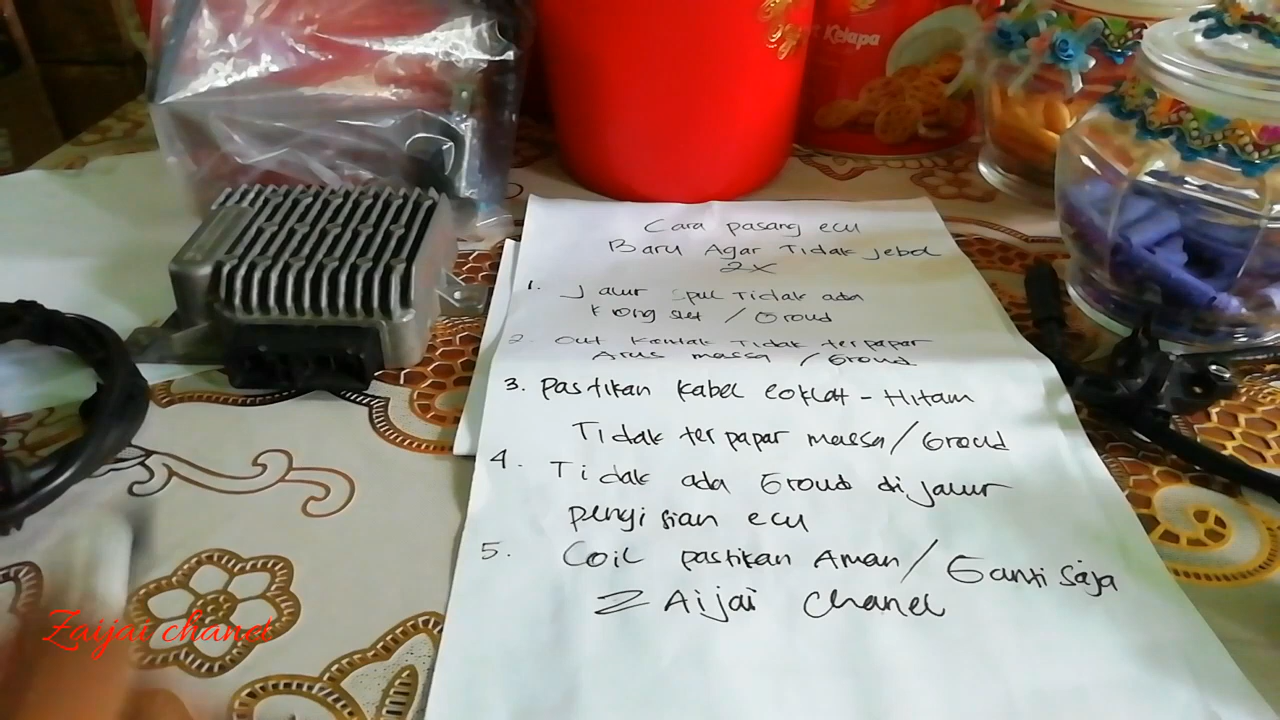 Kelapa
Cara pasang ecu
Baru Agar Tidak jebol
2X
1. Jalur Spul Tidak ada
Kong slet / Groud
2. Out Kontak Tidak terpapar
Arus massa / Groud
3. Pastikan Kabel Coklat - Hitam
Tidak terpapar massa / Groud
4. Tidak ada Groud di jalur
pengisian ecu
5. Coil pastikan Aman / Ganti saja
ZAijai Chanel
Zaijai chanel